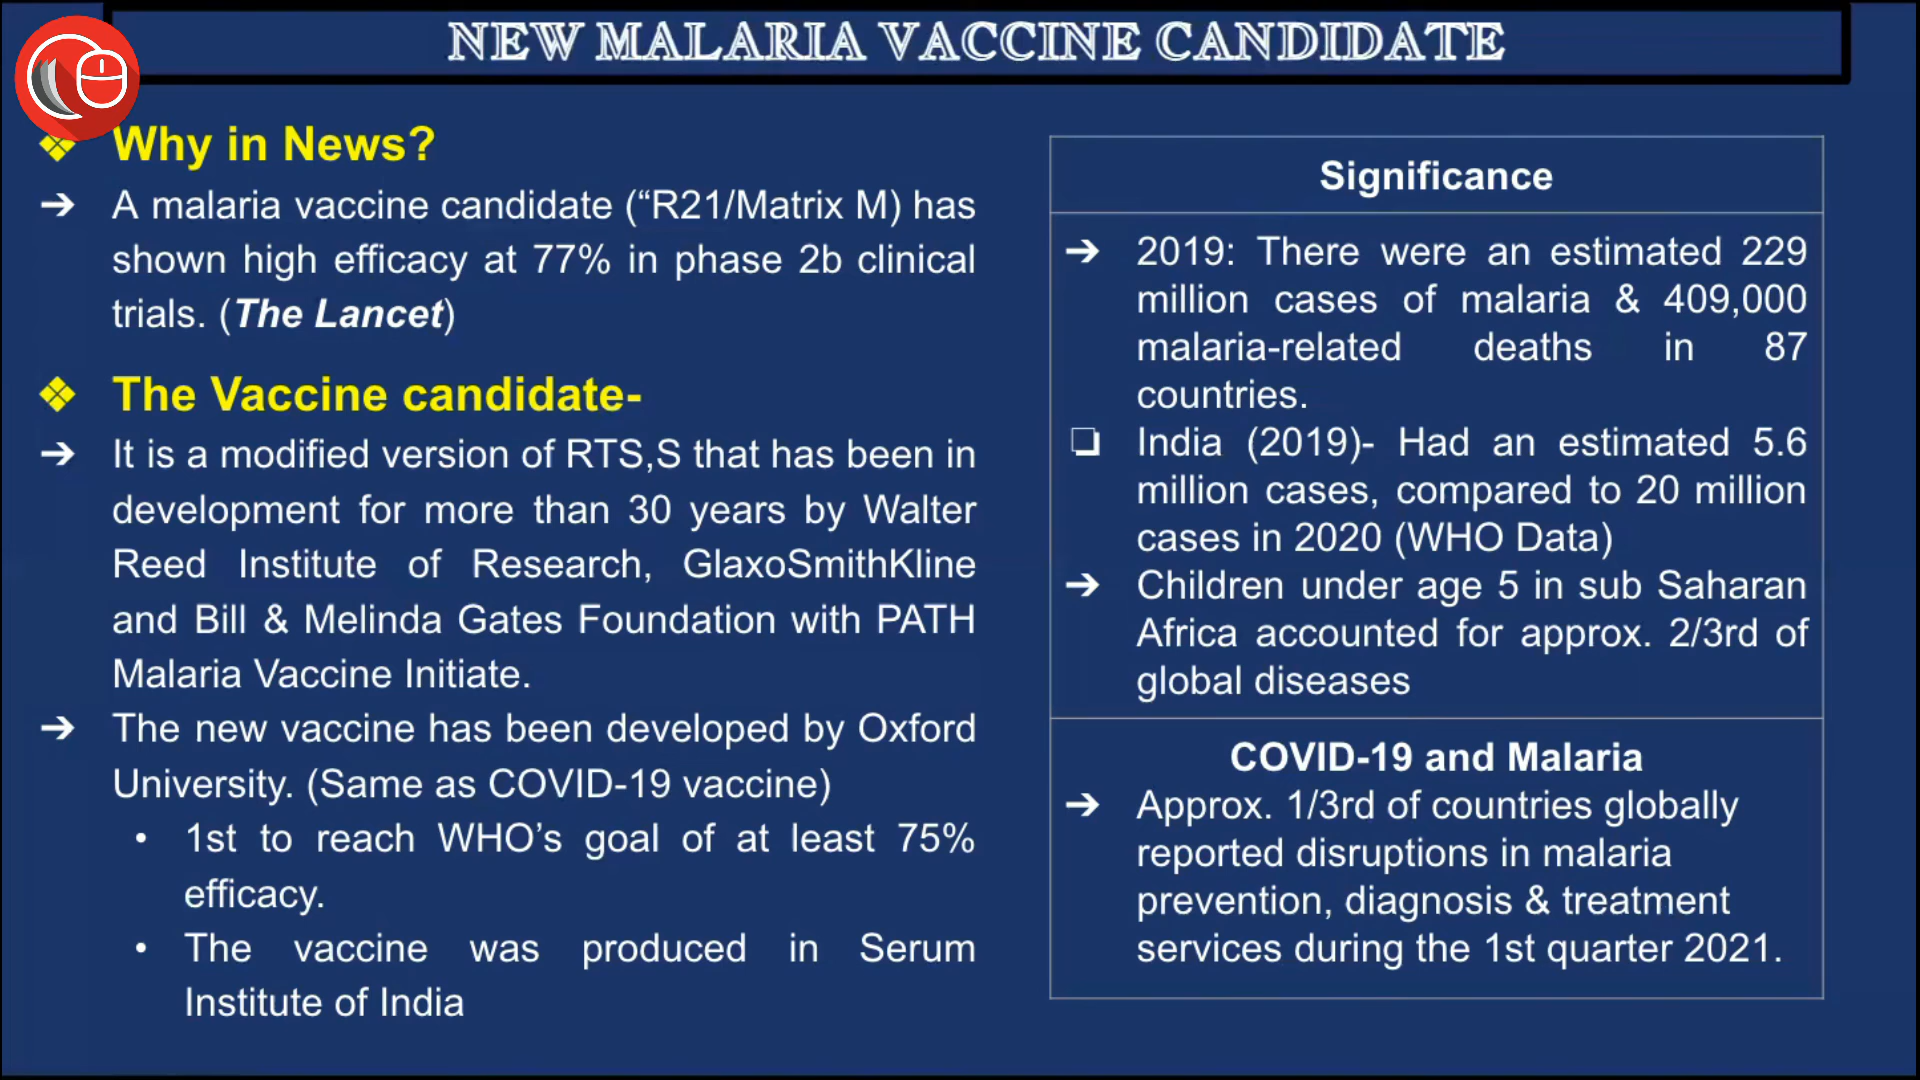 NEW MALARIA VACCINE CANDIDATE
❖ Why in News?
➔ A malaria vaccine candidate (“R21/Matrix M) has
shown high efficacy at 77% in phase 2b clinical
trials. (The Lancet)
❖ The Vaccine candidate-
➔ It is a modified version of RTS,S that has been in
development for more than 30 years by Walter
Reed Institute of Research, GlaxoSmithKline
and Bill & Melinda Gates Foundation with PATH
Malaria Vaccine Initiate.
➔ The new vaccine has been developed by Oxford
University. (Same as COVID-19 vaccine)
• 1st to reach WHO’s goal of at least 75%
efficacy.
• The vaccine was produced in Serum
Institute of India
Significance
➔ 2019: There were an estimated 229
million cases of malaria & 409,000
malaria-related deaths in 87
countries.
❏ India (2019)- Had an estimated 5.6
million cases, compared to 20 million
cases in 2020 (WHO Data)
➔ Children under age 5 in sub Saharan
Africa accounted for approx. 2/3rd of
global diseases
COVID-19 and Malaria
➔ Approx. 1/3rd of countries globally
reported disruptions in malaria
prevention, diagnosis & treatment
services during the 1st quarter 2021.